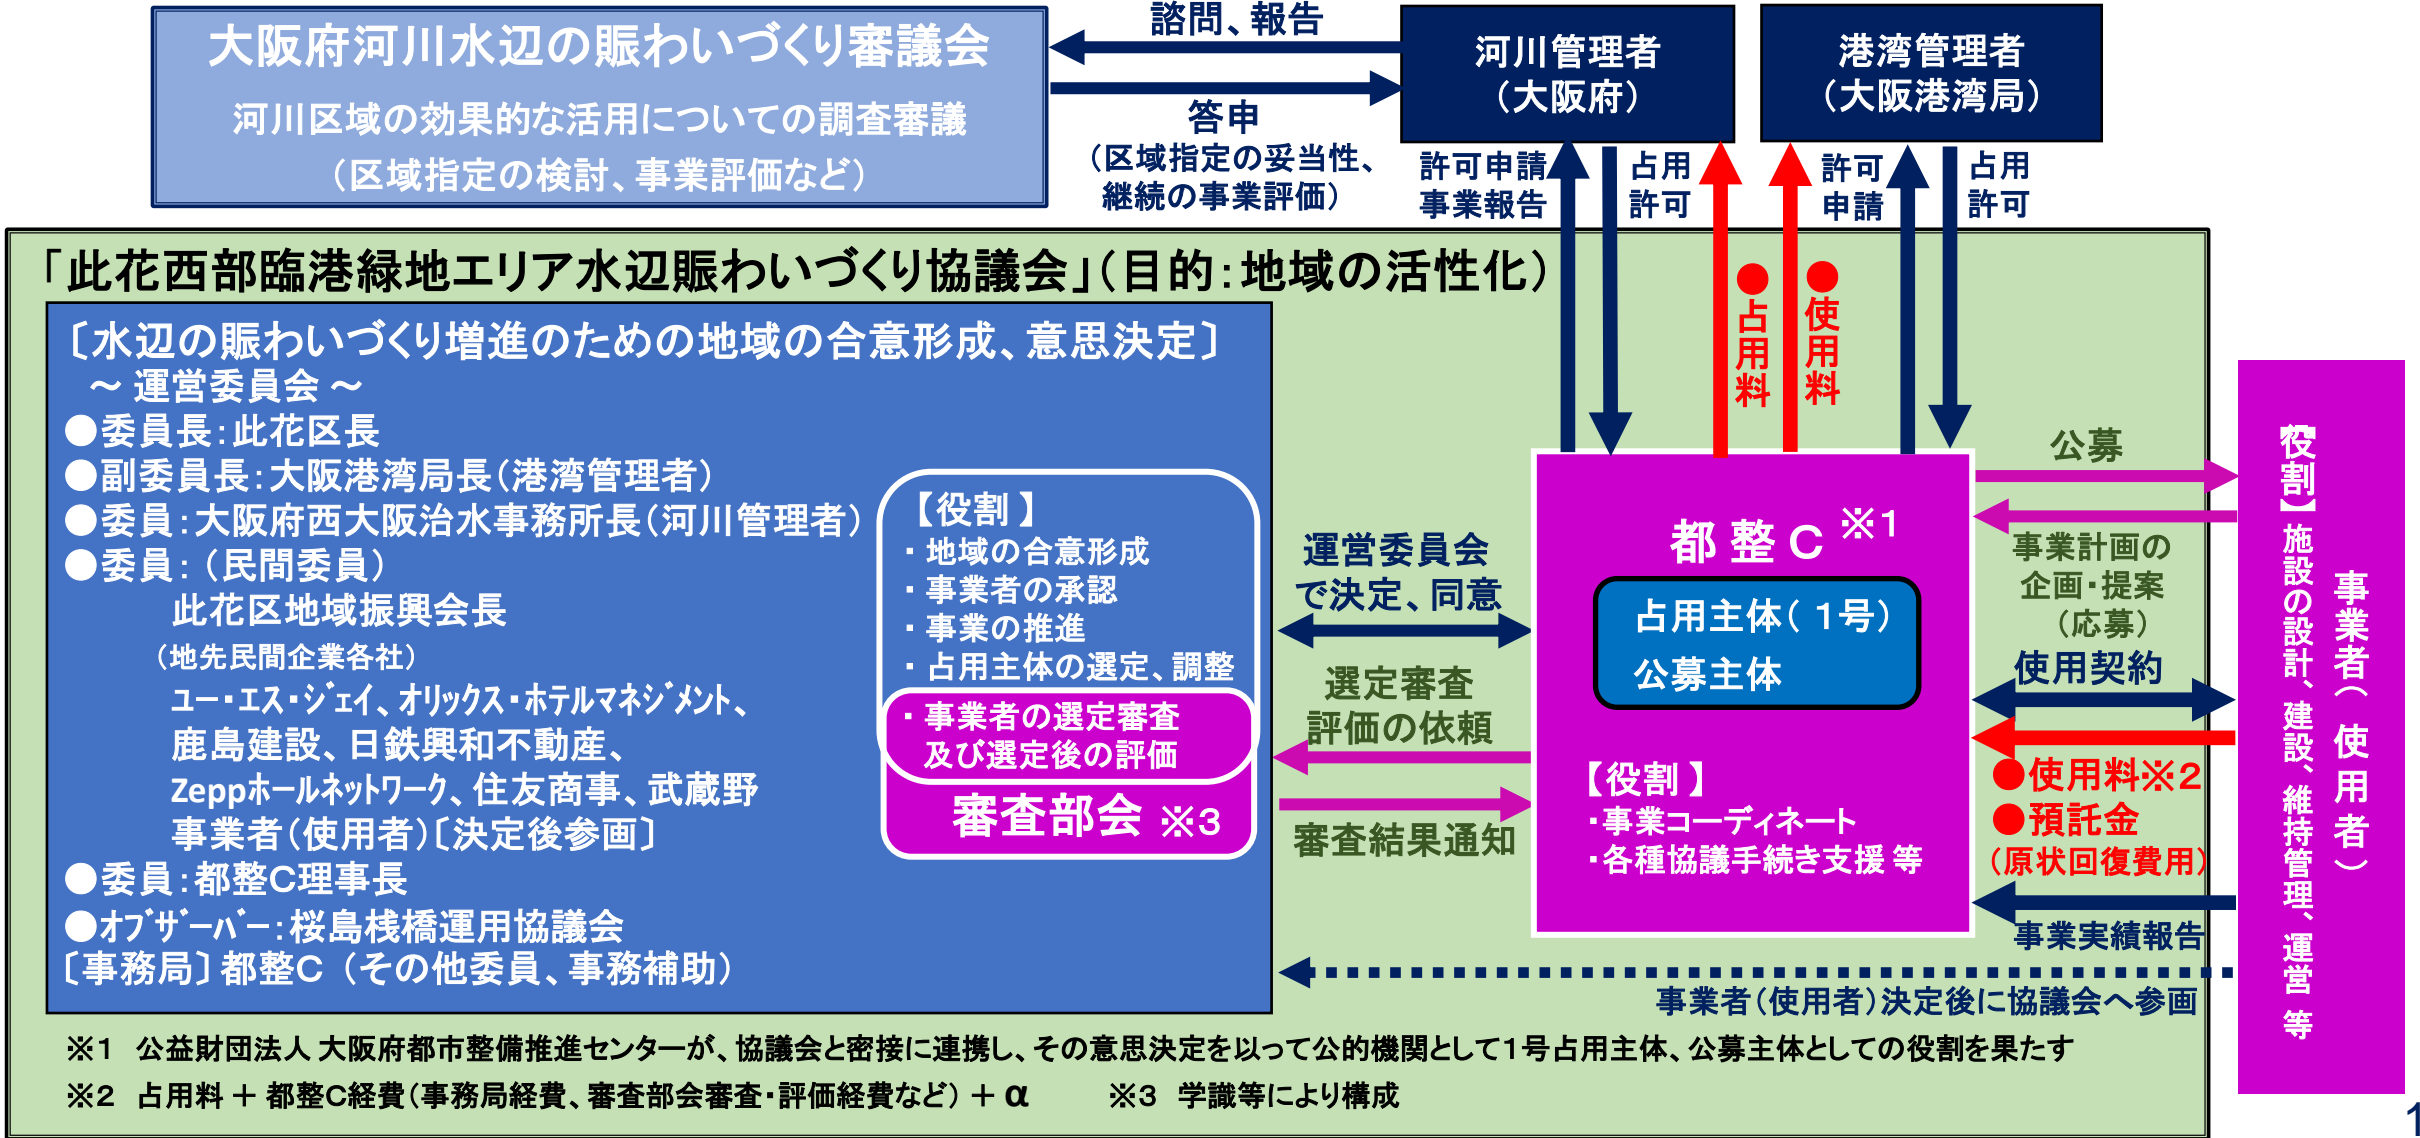 大阪府河川水辺の賑わいづくり審議会
河川区域の効果的な活用についての調査審議
（区域指定の検討、事業評価など）
諮問、報告
答申
（区域指定の妥当性、
継続の事業評価）
河川管理者
（大阪府）
港湾管理者
（大阪港湾局）
許可申請
事業報告
占用
許可
許可
申請
占用
許可
●占用料
●使用料
「此花西部臨港緑地エリア水辺賑わいづくり協議会」（目的：地域の活性化）
〔水辺の賑わいづくり増進のための地域の合意形成、意思決定〕
～ 運営委員会 ～
●委員長：此花区長
●副委員長：大阪港湾局長（港湾管理者）
●委員：大阪府西大阪治水事務所長（河川管理者）
●委員：（民間委員）
此花区地域振興会長
（地先民間企業各社）
ユー・エス・ジェイ、オリックス・ホテルマネジメント、
鹿島建設、日鉄興和不動産、
Zeppホールネットワーク、住友商事、武蔵野
事業者（使用者）〔決定後参画〕
●委員：都整C理事長
●オブザーバー：桜島桟橋運用協議会
〔事務局〕都整C（その他委員、事務補助）
【役割】
・地域の合意形成
・事業者の承認
・事業の推進
・占用主体の選定、調整
・事業者の選定審査
及び選定後の評価
審査部会 ※3
運営委員会
で決定、同意
選定審査
評価の依頼
審査結果通知
都整C ※1
占用主体（1号）
公募主体
【役割】
・事業コーディネート
・各種協議手続き支援 等
公募
事業計画の
企画・提案
（応募）
使用契約
●使用料※2
●預託金
（原状回復費用）
事業実績報告
事業者（使用者）決定後に協議会へ参画
事業者（使用者）
【役割】施設の設計、建設、維持管理、運営 等
※1　公益財団法人 大阪府都市整備推進センターが、協議会と密接に連携し、その意思決定を以って公的機関として1号占用主体、公募主体としての役割を果たす
※2　占用料 + 都整C経費（事務局経費、審査部会審査・評価経費など）+ α　　※3　学識等により構成
1